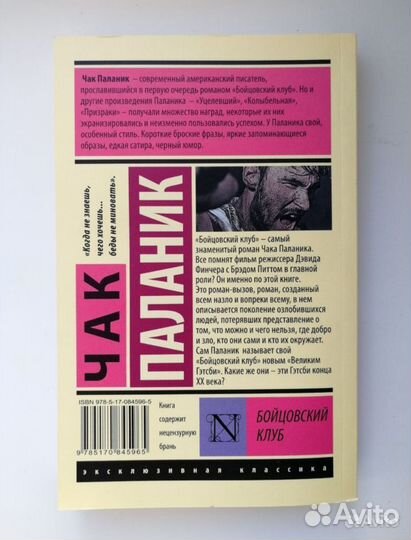 Чак Паланик – современный американский писатель,
прославившийся в первую очередь романом «Бойцовский клуб». Но и
другие произведения Паланика – «Уцелевший», «Колыбельная»,
«Призраки» – получали множество наград, некоторые их них
экранизировались и неизменно пользовались успехом. У Паланика свой,
особенный стиль. Короткие броские фразы, яркие запоминающиеся
образы, едкая сатира, черный юмор.
«Когда не знаешь,
чего хочешь...
беды не миновать».
ЧАК
ПАЛАНИК
«Бойцовский клуб» – самый
знаменитый роман Чака Паланика.
Все помнят фильм режиссера Дэвида
Финчера с Брэдом Питтом в главной
роли? Он именно по этой книге.
Это роман-вызов, роман, созданный
всем назло и вопреки всему, в нем
описывается поколение озлобившихся
людей, потерявших представление о
том, что можно и чего нельзя, где добро
и зло, кто они сами и кто их окружает.
Сам Паланик называет свой
«Бойцовский клуб» новым «Великим
Гэтсби». Какие же они – эти Гэтсби конца
XX века?
ISBN 978-5-17-084596-5
9 785170 845965
Книга
содержит
нецензурную
брань
N
БОЙЦОВСКИЙ
КЛУБ
эксклюзивная классика
Avito